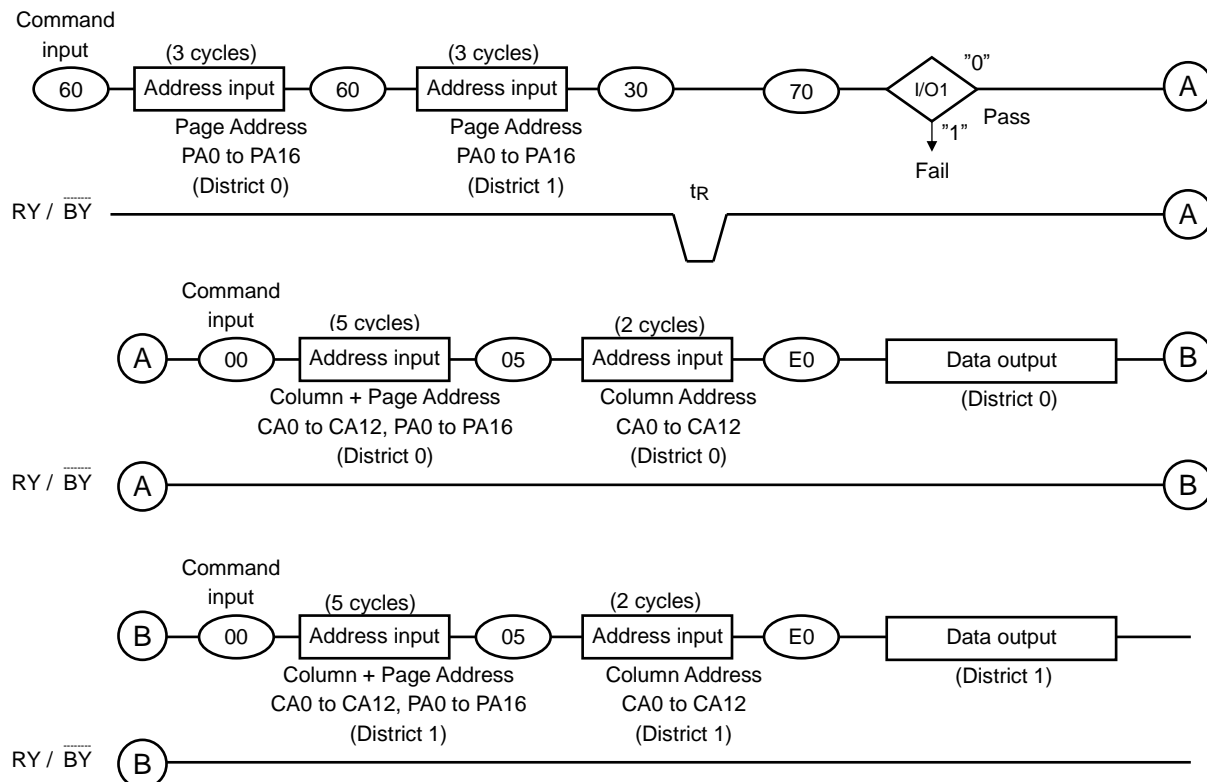 Command
input
(3 cycles)
(3 cycles)
60
Address input
60
Address input
30
70
I/O1
”0”
A
Pass
”1”
Fail
Page Address
PA0 to PA16
(District 0)
Page Address
PA0 to PA16
(District 1)
tR
RY / BY
A
Command
input
(5 cycles)
(2 cycles)
A
00
Address input
05
Address input
E0
Data output
B
Column + Page Address
CA0 to CA12, PA0 to PA16
(District 0)
Column Address
CA0 to CA12
(District 0)
(District 0)
RY / BY
A
B
Command
input
(5 cycles)
(2 cycles)
B
00
Address input
05
Address input
E0
Data output
Column + Page Address
CA0 to CA12, PA0 to PA16
(District 1)
Column Address
CA0 to CA12
(District 1)
(District 1)
RY / BY
B